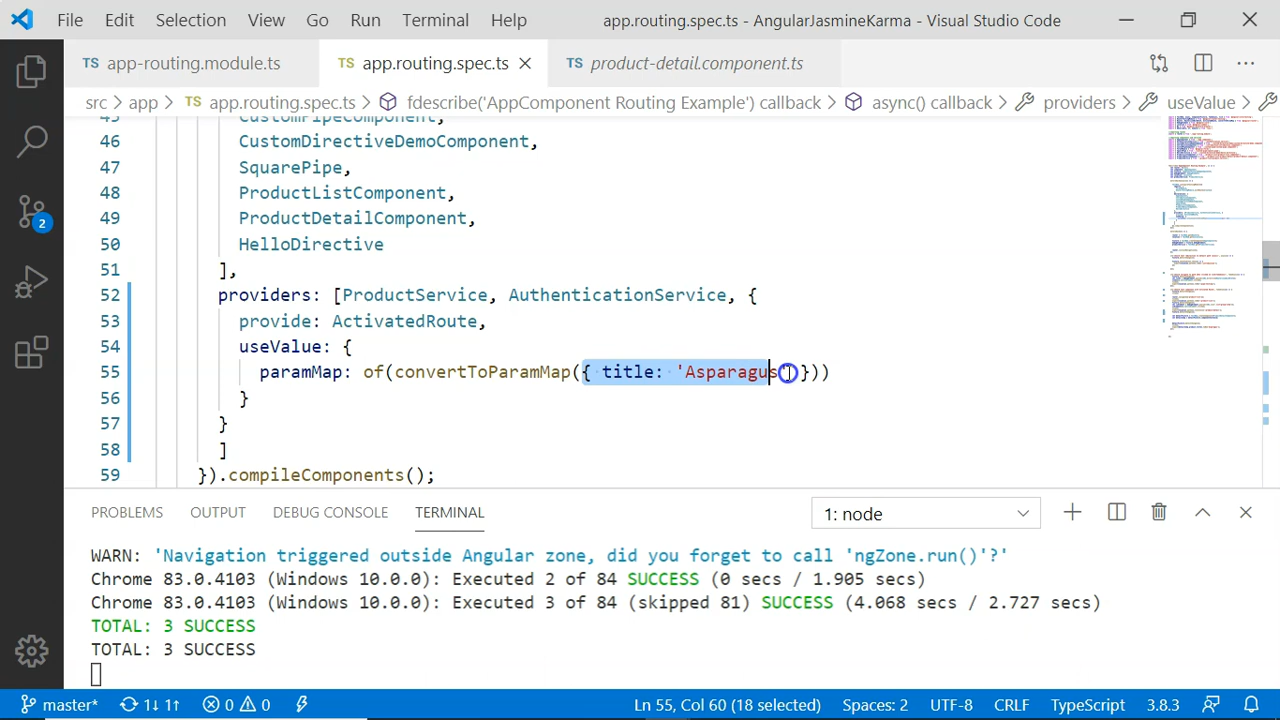 File Edit Selection View Go Run Terminal Help app.routing.spec.ts - AngularJasmineKarma - Visual Studio Code
TS app-routing.module.ts TS app.routing.spec.ts TS product-detail.component.ts
src > app > TS app.routing.spec.ts > fdescribe('AppComponent Routing Example') callback > async() callback > providers > useValue >
45 CustomPipeComponent,
46 CustomDirectiveDemoComponent,
47 SomePipe,
48 ProductListComponent,
49 ProductDetailComponent,
50 HelloDirective
51 ],
52 providers: [ProductService, AuthenticationService,{
53 provide: ActivatedRoute,
54 useValue: {
55 paramMap: of(convertToParamMap({ title: 'Asparagus' }))
56 }
57 }
58 ]
59 }).compileComponents();
PROBLEMS OUTPUT DEBUG CONSOLE TERMINAL 1: node
WARN: 'Navigation triggered outside Angular zone, did you forget to call 'ngZone.run()'?'
Chrome 83.0.4103 (Windows 10.0.0): Executed 2 of 84 SUCCESS (0 secs / 1.905 secs)
Chrome 83.0.4103 (Windows 10.0.0): Executed 3 of 84 (skipped 81) SUCCESS (4.068 secs / 2.727 secs)
TOTAL: 3 SUCCESS
TOTAL: 3 SUCCESS
2
master* 1↓ 1↑ 0 0 Ln 55, Col 60 (18 selected) Spaces: 2 UTF-8 CRLF TypeScript 3.8.3